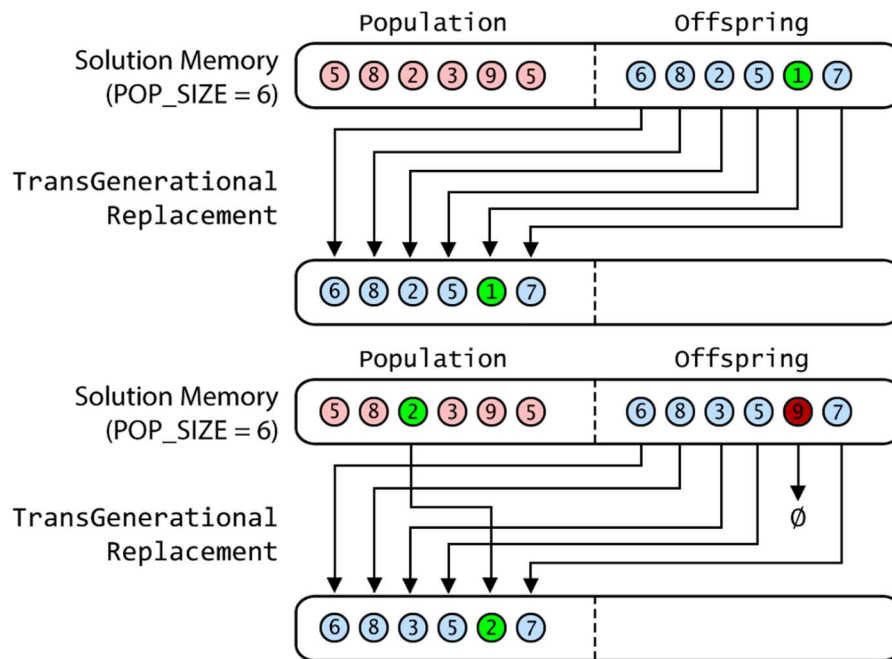 Population Offspring
Solution Memory
(POP_SIZE = 6)
5 8 2 3 9 5 6 8 2 5 1 7
TransGenerational
Replacement
6 8 2 5 1 7
Population Offspring
Solution Memory
(POP_SIZE = 6)
5 8 2 3 9 5 6 8 3 5 9 7
TransGenerational
Replacement
Ø
6 8 3 5 2 7